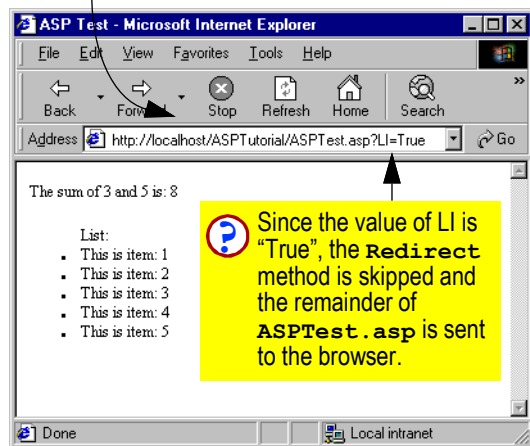 ASP Test - Microsoft Internet Explorer
File Edit View Favorites Tools Help
Back Forward Stop Refresh Home Search »
Address http://localhost/ASPTutorial/ASPTest.asp?LI=True Go
The sum of 3 and 5 is: 8
List:
This is item: 1
This is item: 2
This is item: 3
This is item: 4
This is item: 5
? Since the value of LI is
“True”, the Redirect
method is skipped and
the remainder of
ASPTest.asp is sent
to the browser.
Done Local intranet